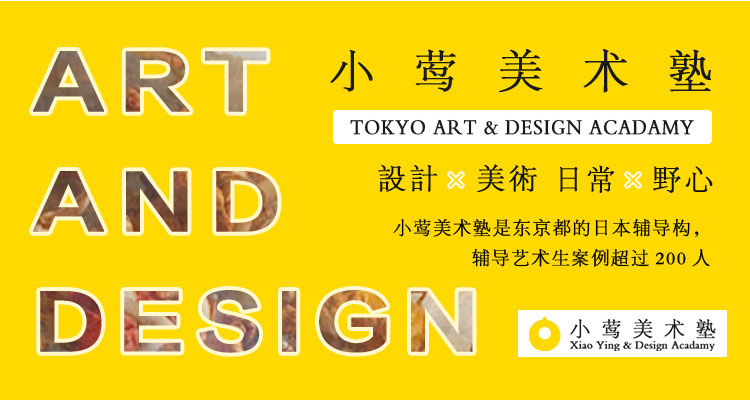 ART
AND
DESIGN
小莺美术塾
TOKYO ART & DESIGN ACADAMY
設計×美術 日常×野心
小莺美术塾是东京都的日本辅导构，
辅导艺术生案例超过 200 人
小莺美术塾
Xiao Ying & Design Acadamy